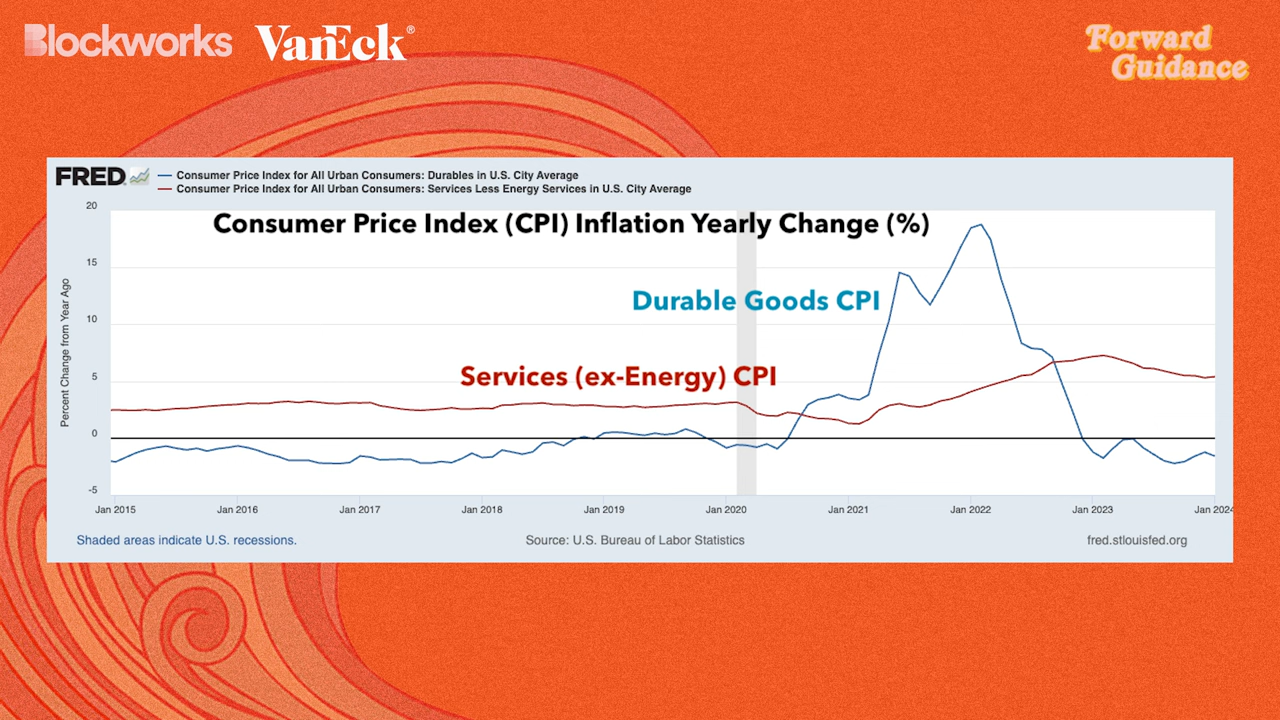 Blockworks VanEck®
Forward
Guidance
FRED
Consumer Price Index for All Urban Consumers: Durables in U.S. City Average
Consumer Price Index for All Urban Consumers: Services Less Energy Services in U.S. City Average
Consumer Price Index (CPI) Inflation Yearly Change (%)
Percent Change from Year Ago
20
15
10
5
0
-5
Durable Goods CPI
Services (ex-Energy) CPI
Jan 2015 Jan 2016 Jan 2017 Jan 2018 Jan 2019 Jan 2020 Jan 2021 Jan 2022 Jan 2023 Jan 2024
Shaded areas indicate U.S. recessions. Source: U.S. Bureau of Labor Statistics fred.stlouisfed.org